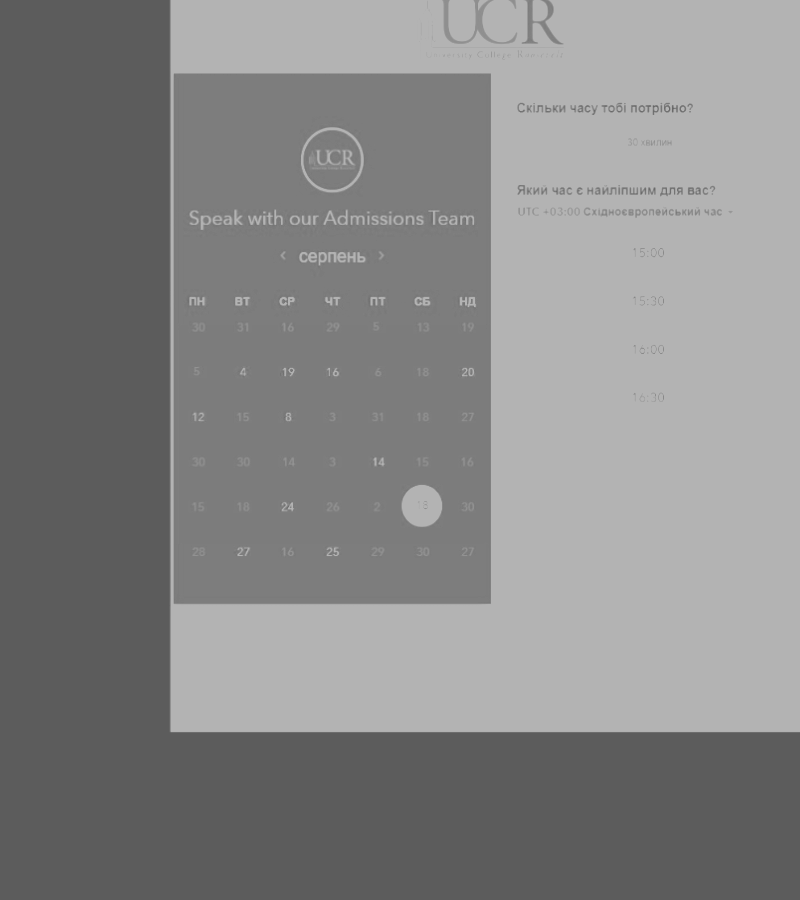 UCR
University College Roosevelt
UCR
Speak with our Admissions Team
‹ серпень ›
ПН ВТ СР ЧТ ПТ СБ НД
30 31 16 29 5 13 19
5 4 19 16 6 18 20
12 15 8 3 31 18 27
30 30 14 3 14 15 16
15 18 24 26 2 13 30
28 27 16 25 29 30 27
Скільки часу тобі потрібно?
30 хвилин
Який час є найліпшим для вас?
UTC +03:00 Східноєвропейський час
15:00
15:30
16:00
16:30